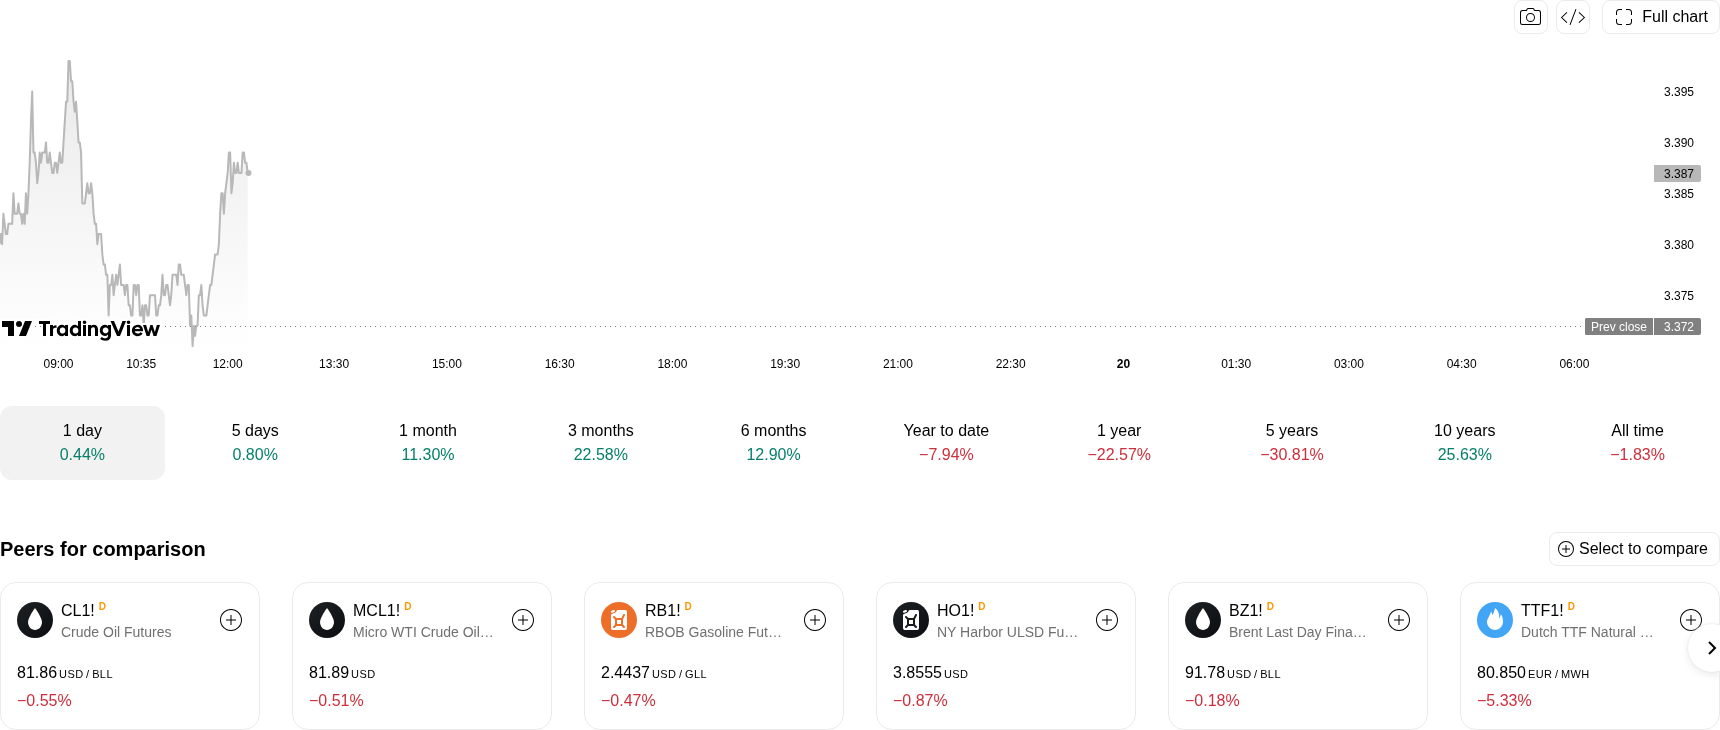 Full chart
3.395
3.390
3.387
3.385
3.380
3.375
TradingView
Prev close 3.372
09:00 10:35 12:00 13:30 15:00 16:30 18:00 19:30 21:00 22:30 20 01:30 03:00 04:30 06:00
1 day 5 days 1 month 3 months 6 months Year to date 1 year 5 years 10 years All time
0.44% 0.80% 11.30% 22.58% 12.90% −7.94% −22.57% −30.81% 25.63% −1.83%
Peers for comparison
Select to compare
CL1! D
Crude Oil Futures
81.86 USD / BLL
−0.55%
MCL1! D
Micro WTI Crude Oil…
81.89 USD
−0.51%
RB1! D
RBOB Gasoline Fut…
2.4437 USD / GLL
−0.47%
HO1! D
NY Harbor ULSD Fu…
3.8555 USD
−0.87%
BZ1! D
Brent Last Day Fina…
91.78 USD / BLL
−0.18%
TTF1! D
Dutch TTF Natural …
80.850 EUR / MWH
−5.33%